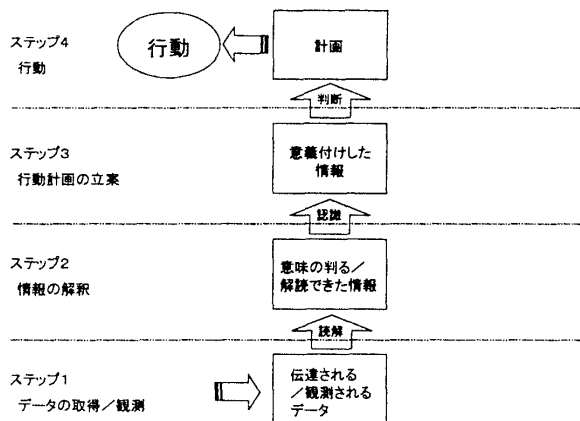 ステップ4
行動
行動
計画
判断
ステップ3
行動計画の立案
意義付けした
情報
認識
ステップ2
情報の解釈
意味の判る／
解読できた情報
読解
ステップ1
データの取得／観測
伝達される
／観測される
データ